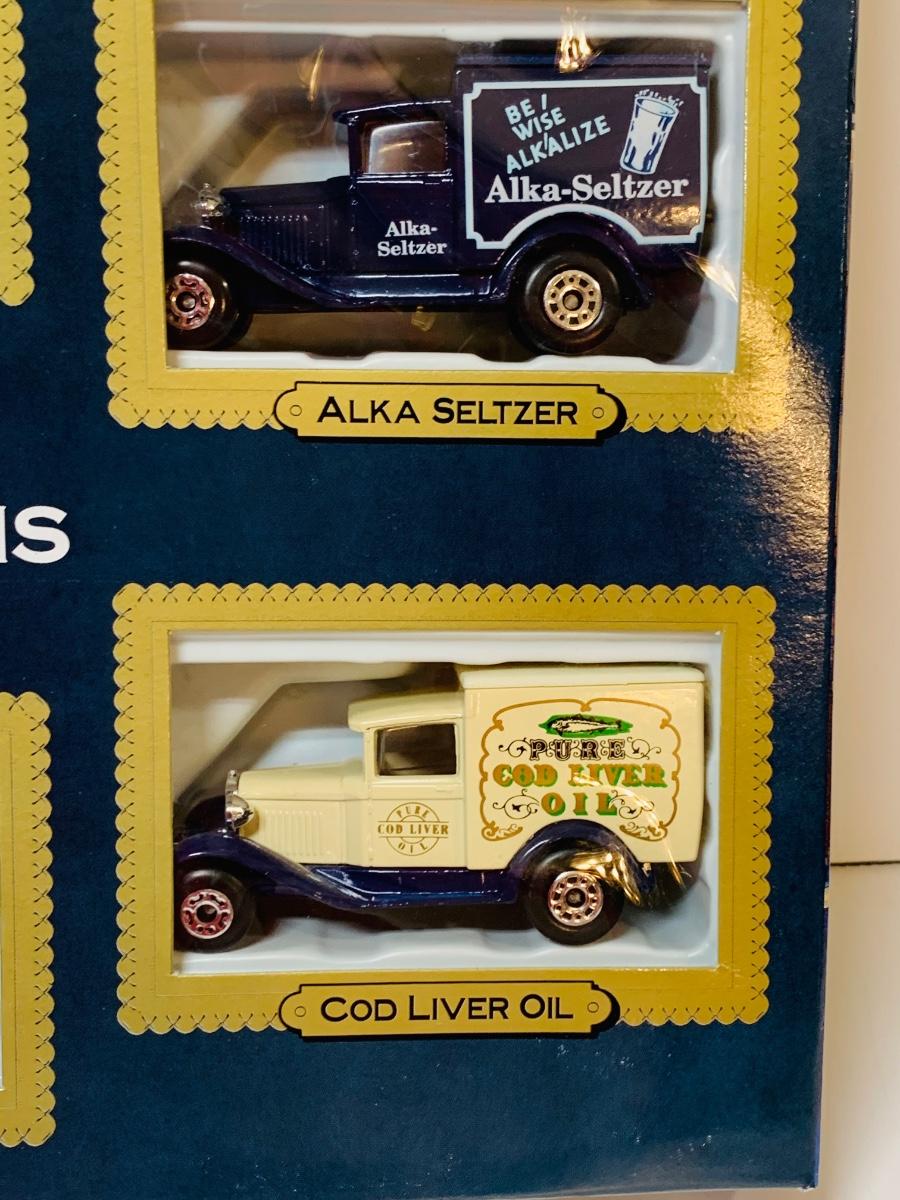 BE!
WISE
ALKALIZE
Alka-Seltzer
Alka-
Seltzer
ALKA SELTZER
PURE
COD LIVER
OIL
PURE
COD LIVER
OIL
COD LIVER OIL